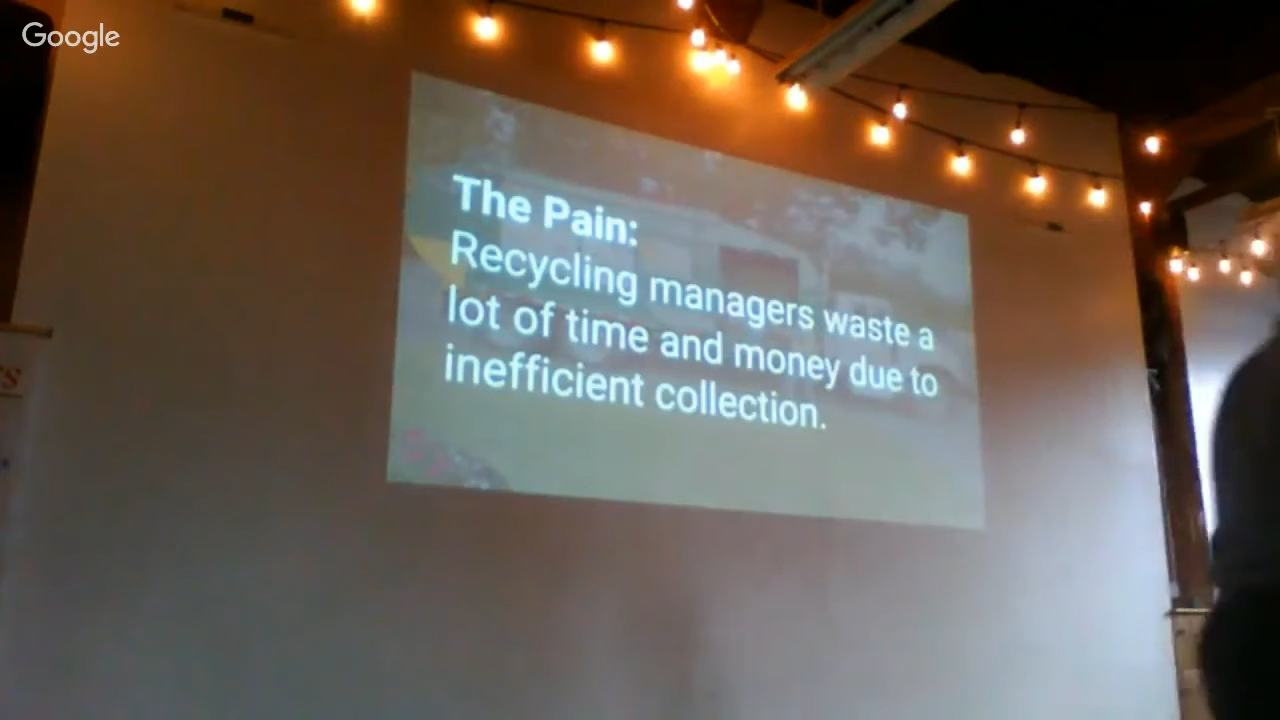 Google
The Pain:
Recycling managers waste a
lot of time and money due to
inefficient collection.